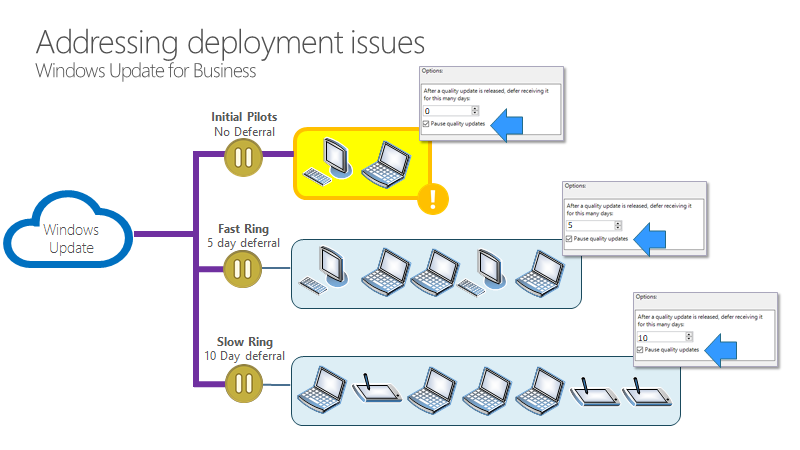 Addressing deployment issues
Windows Update for Business
Options:
After a quality update is released, defer receiving it
for this many days:
0
Pause quality updates
Initial Pilots
No Deferral
!
Options:
After a quality update is released, defer receiving it
for this many days:
5
Pause quality updates
Windows
Update
Fast Ring
5 day deferral
Options:
After a quality update is released, defer receiving it
for this many days:
10
Pause quality updates
Slow Ring
10 Day deferral